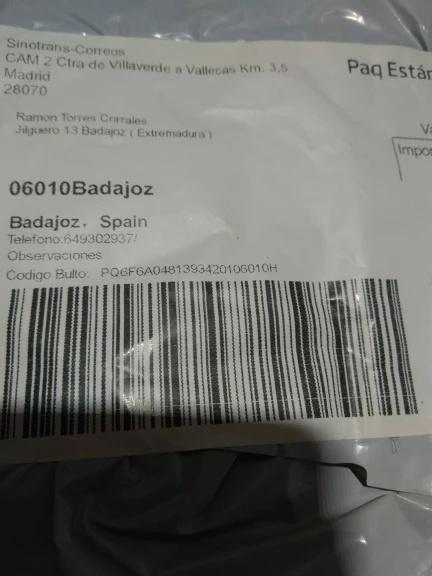 Sinotrans-Correos
CAM 2 Ctra de Villaverde a Vallecas Km. 3,5
Madrid
28070
Paq Están
Ramon Torres Corrales
Jilguero 13 Badajoz ( Extremadura )
Va
Impor
06010Badajoz
Badajoz, Spain
Telefono:649302937/
Observaciones
Codigo Bulto: PQ6F6A0481393420106010H